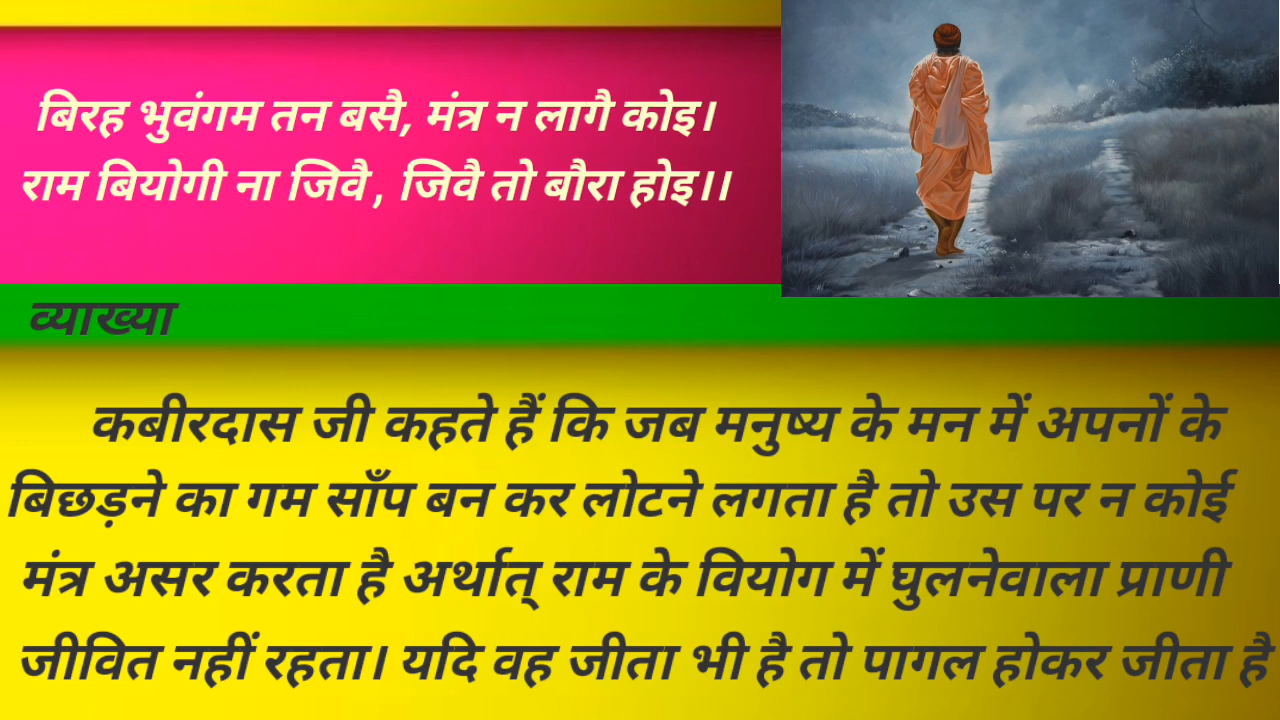 बिरह भुवंगम तन बसै, मंत्र न लागै कोइ।
राम बियोगी ना जिवै , जिवै तो बौरा होइ।।
व्याख्या
कबीरदास जी कहते हैं कि जब मनुष्य के मन में अपनों के
बिछड़ने का गम साँप बन कर लोटने लगता है तो उस पर न कोई
मंत्र असर करता है अर्थात् राम के वियोग में घुलनेवाला प्राणी
जीवित नहीं रहता। यदि वह जीता भी है तो पागल होकर जीता है